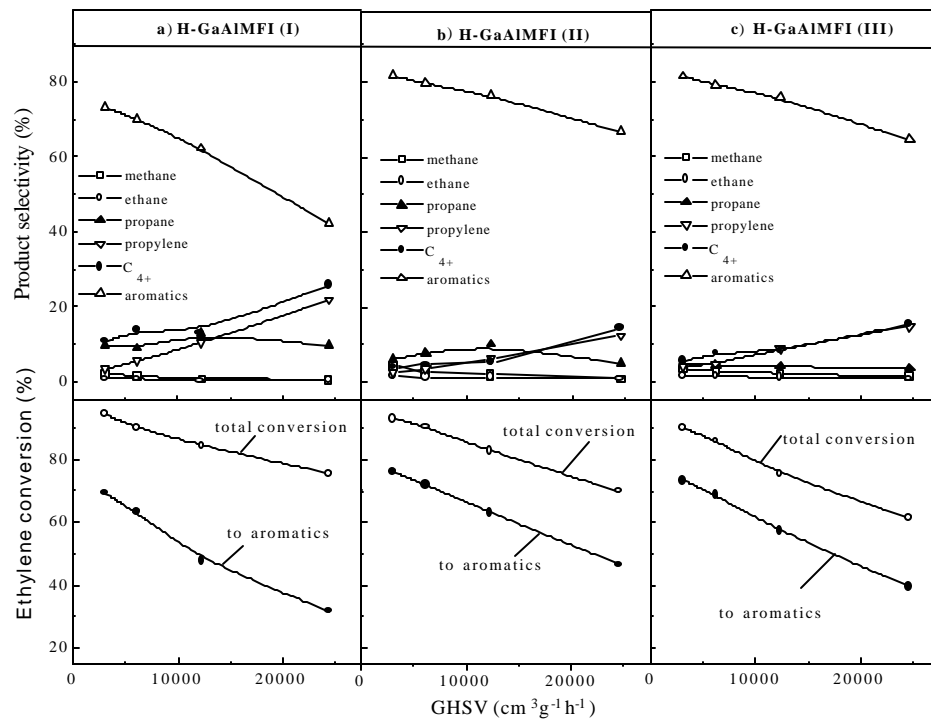 a) H-GaAlMFI (I)
b) H-GaAlMFI (II)
c) H-GaAlMFI (III)
Product selectivity (%)
80
60
40
20
0
methane
ethane
propane
propylene
C4+
aromatics
methane
ethane
propane
propylene
C4+
aromatics
methane
ethane
propane
propylene
C4+
aromatics
Ethylene conversion (%)
80
60
40
20
total conversion
to aromatics
total conversion
to aromatics
total conversion
to aromatics
0 10000 20000
0 10000 20000
0 10000 20000
GHSV (cm3g-1h-1)